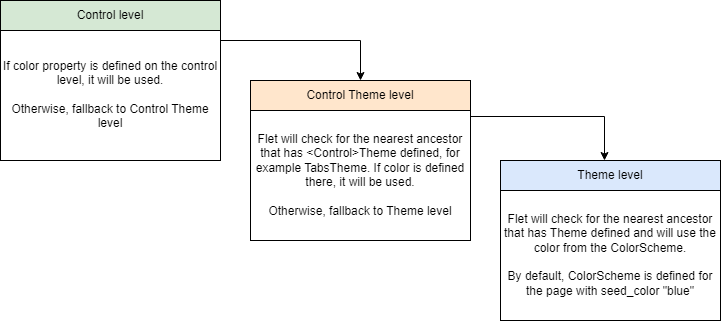 Control level
If color property is defined on the control
level, it will be used.
Otherwise, fallback to Control Theme
level
Control Theme level
Flet will check for the nearest ancestor
that has <Control>Theme defined, for
example TabsTheme. If color is defined
there, it will be used.
Otherwise, fallback to Theme level
Theme level
Flet will check for the nearest ancestor
that has Theme defined and will use the
color from the ColorScheme.
By default, ColorScheme is defined for
the page with seed_color "blue"